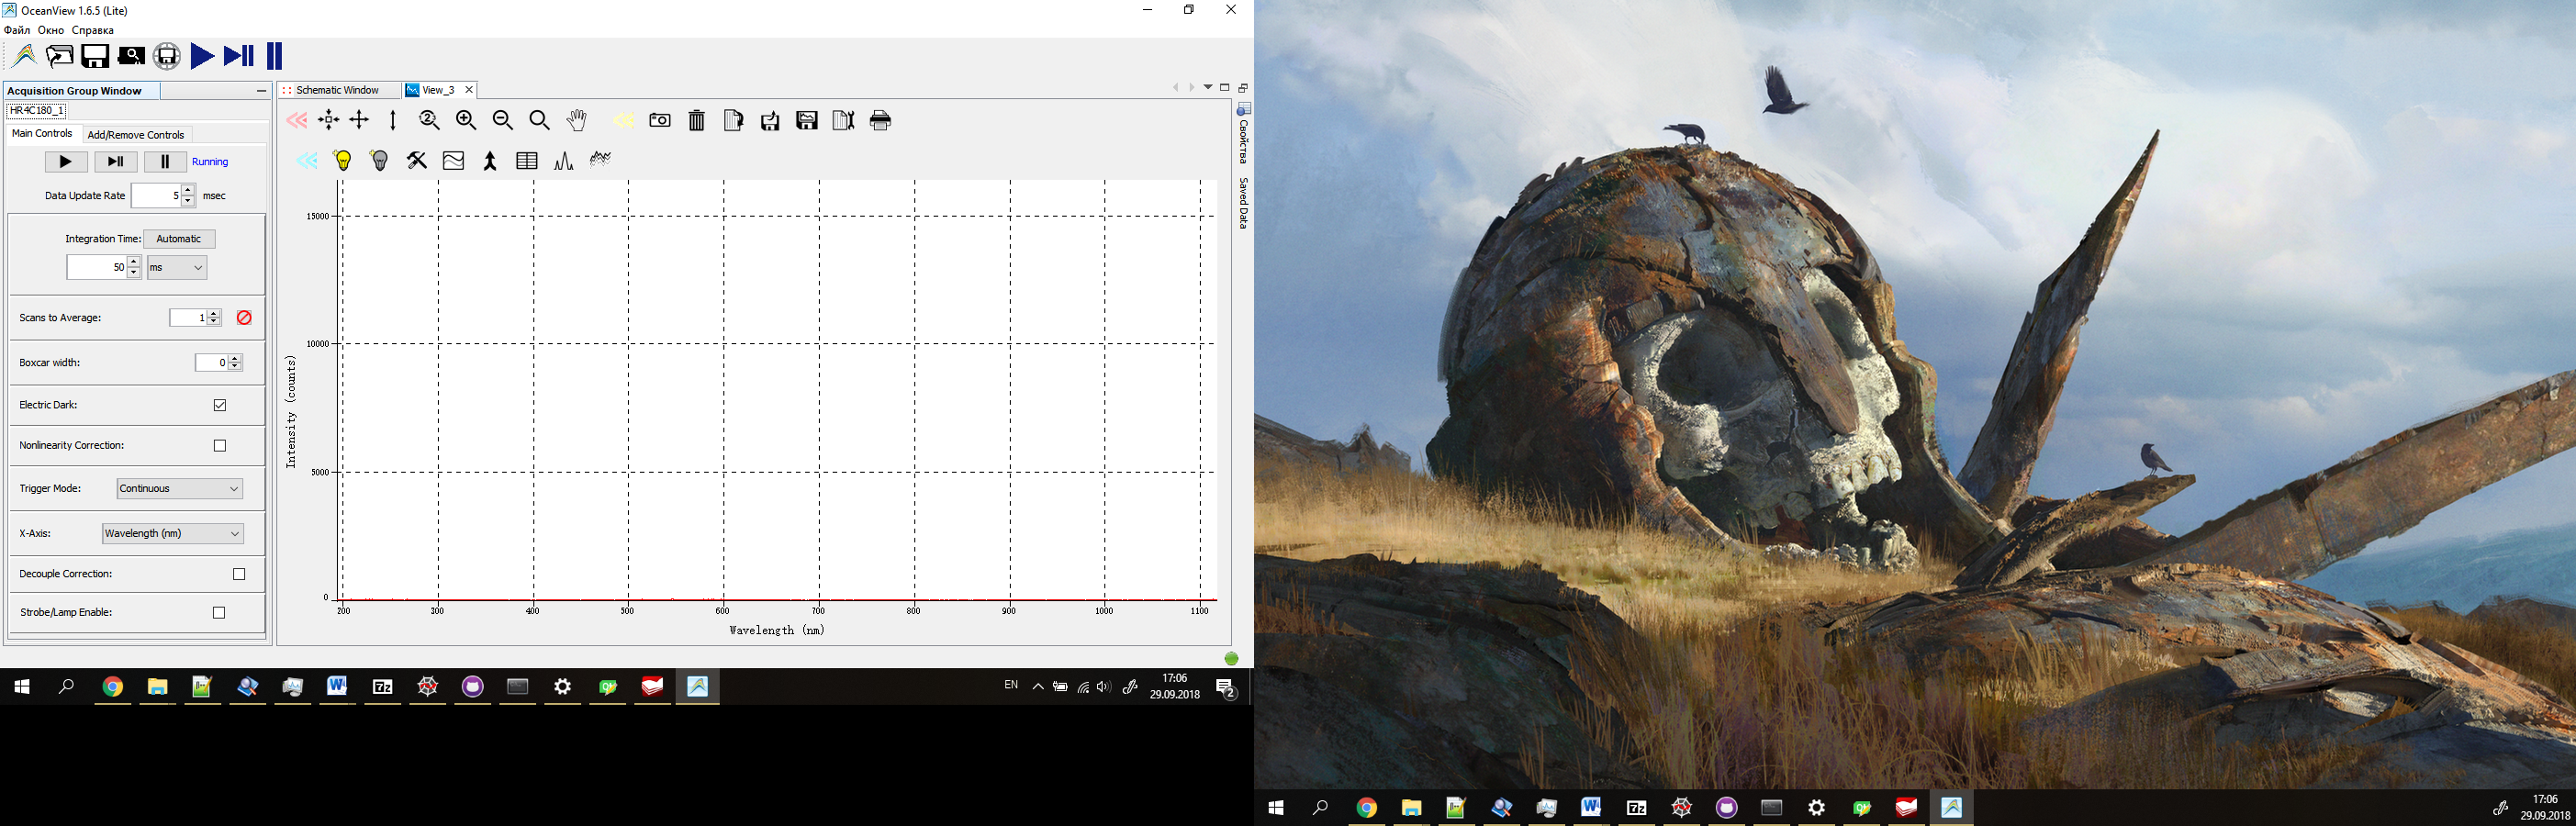 OceanView 1.6.5 (Lite)
Файл Окно Справка
Acquisition Group Window
HR4C180_1
Main Controls Add/Remove Controls
Running
Data Update Rate 5 msec
Integration Time: Automatic
50 ms
Scans to Average: 1
Boxcar width: 0
Electric Dark:
Nonlinearity Correction:
Trigger Mode: Continuous
X-Axis: Wavelength (nm)
Decouple Correction:
Strobe/Lamp Enable:
Schematic Window View_3
15000
10000
5000
0
Intensity (counts)
200 300 400 500 600 700 800 900 1000 1100
Wavelength (nm)
Свойства
Saved Data
EN 17:06
29.09.2018
2
17:06
29.09.2018